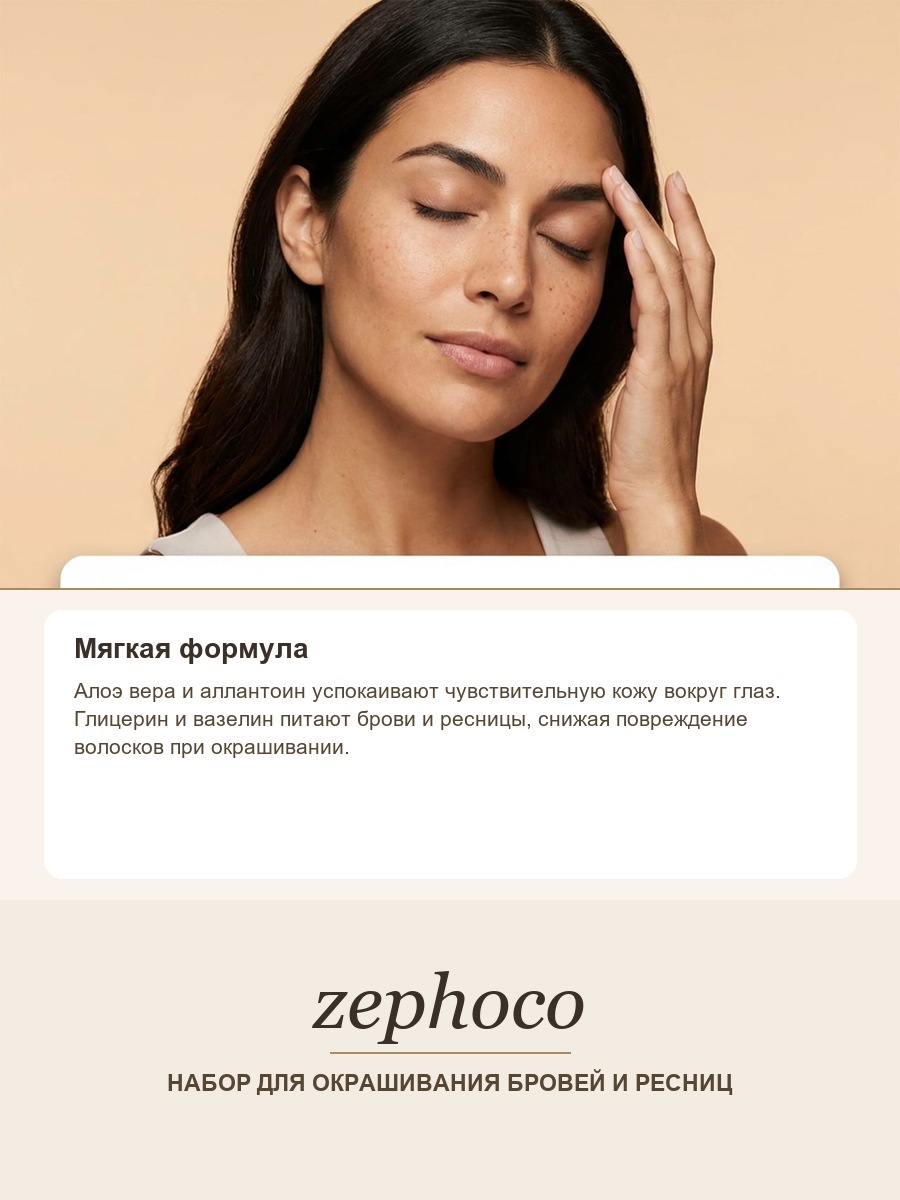 Мягкая формула
Алоэ вера и аллантоин успокаивают чувствительную кожу вокруг глаз.
Глицерин и вазелин питают брови и ресницы, снижая повреждение
волосков при окрашивании.
zephoco
НАБОР ДЛЯ ОКРАШИВАНИЯ БРОВЕЙ И РЕСНИЦ